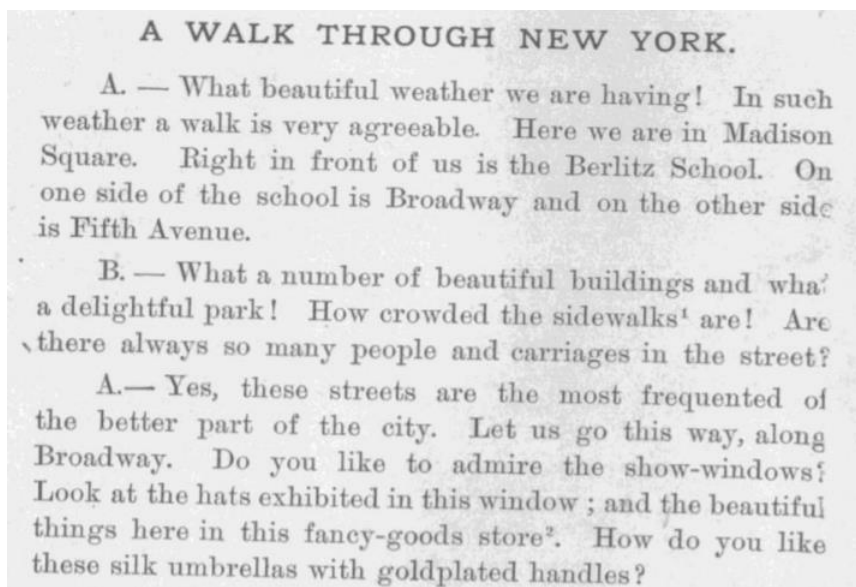 A WALK THROUGH NEW YORK.
A. — What beautiful weather we are having! In such
weather a walk is very agreeable. Here we are in Madison
Square. Right in front of us is the Berlitz School. On
one side of the school is Broadway and on the other side
is Fifth Avenue.
B. — What a number of beautiful buildings and what
a delightful park! How crowded the sidewalks¹ are! Are
there always so many people and carriages in the street?
A.— Yes, these streets are the most frequented of
the better part of the city. Let us go this way, along
Broadway. Do you like to admire the show-windows?
Look at the hats exhibited in this window ; and the beautiful
things here in this fancy-goods store². How do you like
these silk umbrellas with goldplated handles?